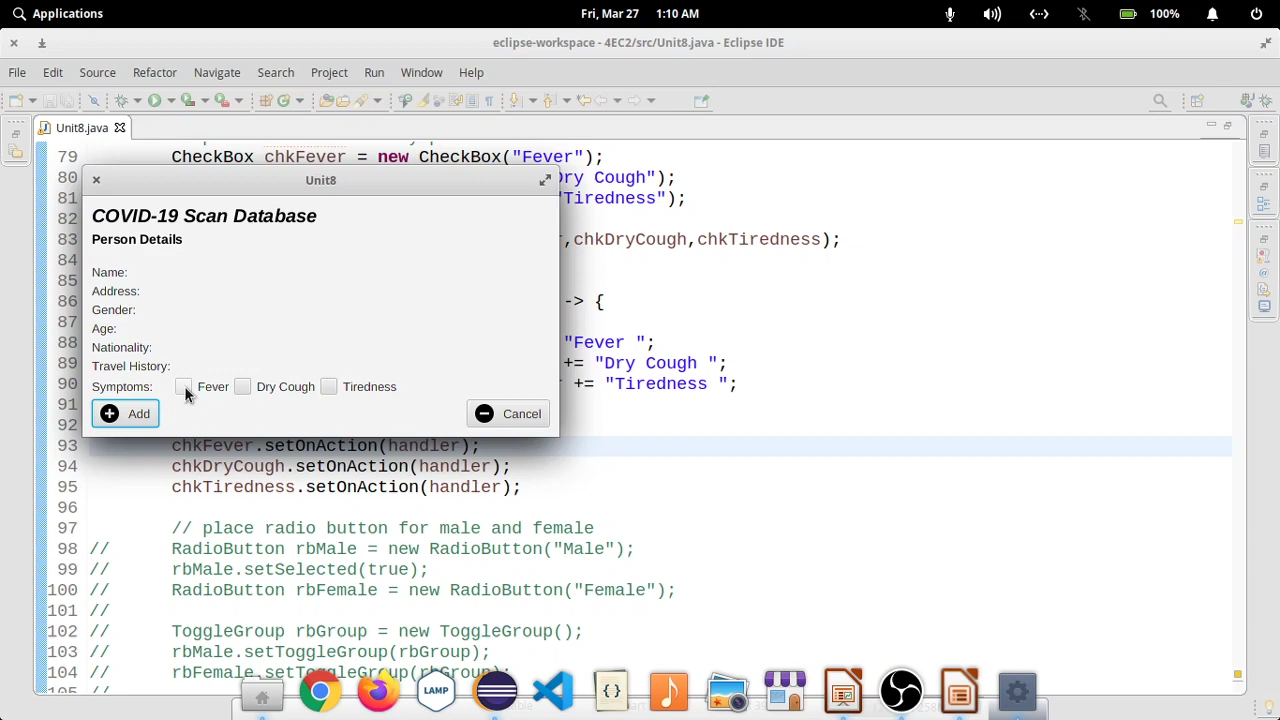 Applications
Fri, Mar 27 1:10 AM
100%
eclipse-workspace - 4EC2/src/Unit8.java - Eclipse IDE
File Edit Source Refactor Navigate Search Project Run Window Help
Unit8.java
79 CheckBox chkFever = new CheckBox("Fever");
80 Dry Cough");
81 "Tiredness");
82
83 ,chkDryCough,chkTiredness);
84
85
86 -> {
87
88 "Fever ";
89 += "Dry Cough ";
90 += "Tiredness ";
91
92
93 chkFever.setOnAction(handler);
94 chkDryCough.setOnAction(handler);
95 chkTiredness.setOnAction(handler);
96
97 // place radio button for male and female
98 // RadioButton rbMale = new RadioButton("Male");
99 // rbMale.setSelected(true);
100 // RadioButton rbFemale = new RadioButton("Female");
101 //
102 // ToggleGroup rbGroup = new ToggleGroup();
103 // rbMale.setToggleGroup(rbGroup);
104 // rbFemale.setToggleGroup(rbGroup);
Unit8
COVID-19 Scan Database
Person Details
Name:
Address:
Gender:
Age:
Nationality:
Travel History:
Symptoms: Fever Dry Cough Tiredness
Add Cancel
LAMP